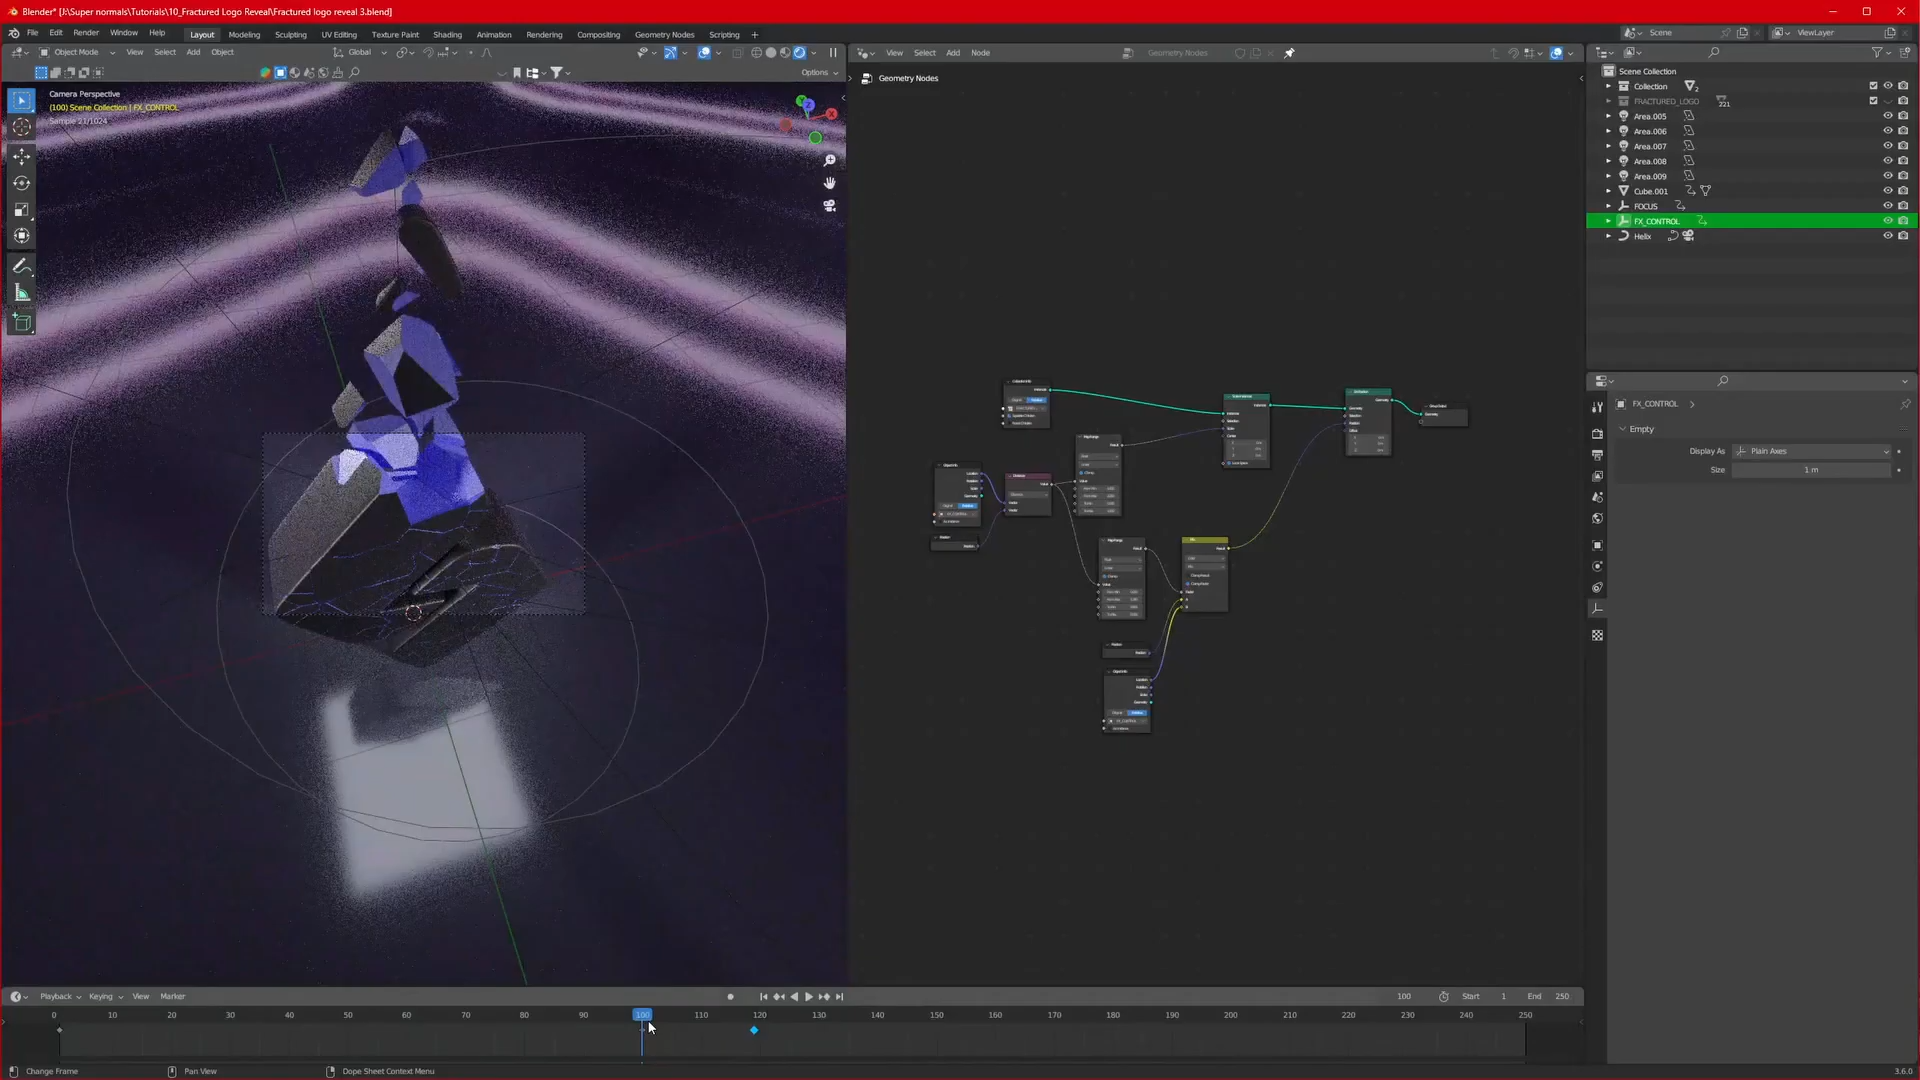 Blender* [J:\Super normals\Tutorials\10_Fractured Logo Reveal\Fractured logo reveal 3.blend]
File Edit Render Window Help Layout Modeling Sculpting UV Editing Texture Paint Shading Animation Rendering Compositing Geometry Nodes Scripting + Scene ViewLayer
Object Mode View Select Add Object Global
View Select Add Node Geometry Nodes
Options
Camera Perspective
(100) Scene Collection | FX_CONTROL
Sample 21/1024
Z
X
Geometry Nodes
Scene Collection
Collection 2
FRACTURED_LOGO 221
Area.005
Area.006
Area.007
Area.008
Area.009
Cube.001
FOCUS
FX_CONTROL
Helix
FX_CONTROL
Empty
Display As Plain Axes
Size 1 m
Playback Keying View Marker 100 Start 1 End 250
0 10 20 30 40 50 60 70 80 90 100 110 120 130 140 150 160 170 180 190 200 210 220 230 240 250
Change Frame Pan View Dope Sheet Context Menu 3.6.0